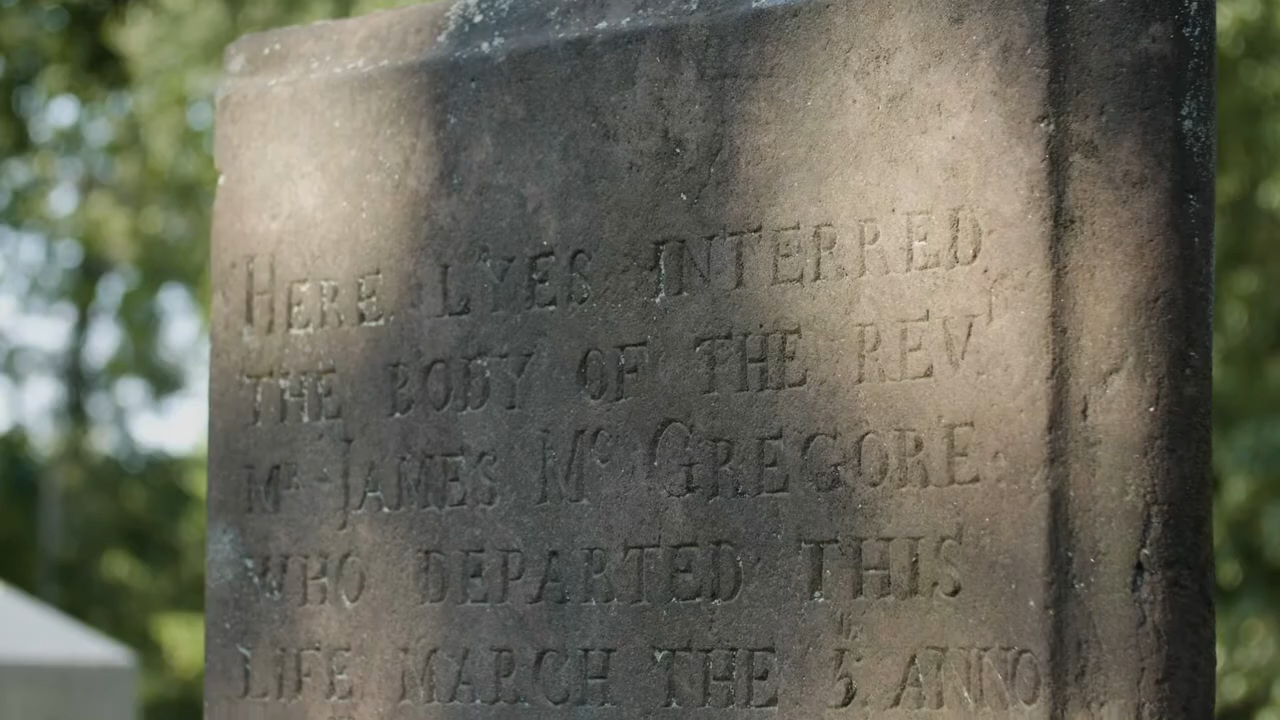 HERE LYES INTERRED
THE BODY OF THE REVᵈ
Mᴿ JAMES Mᶜ GREGORE
WHO DEPARTED THIS
LIFE MARCH THE 5 ANNO